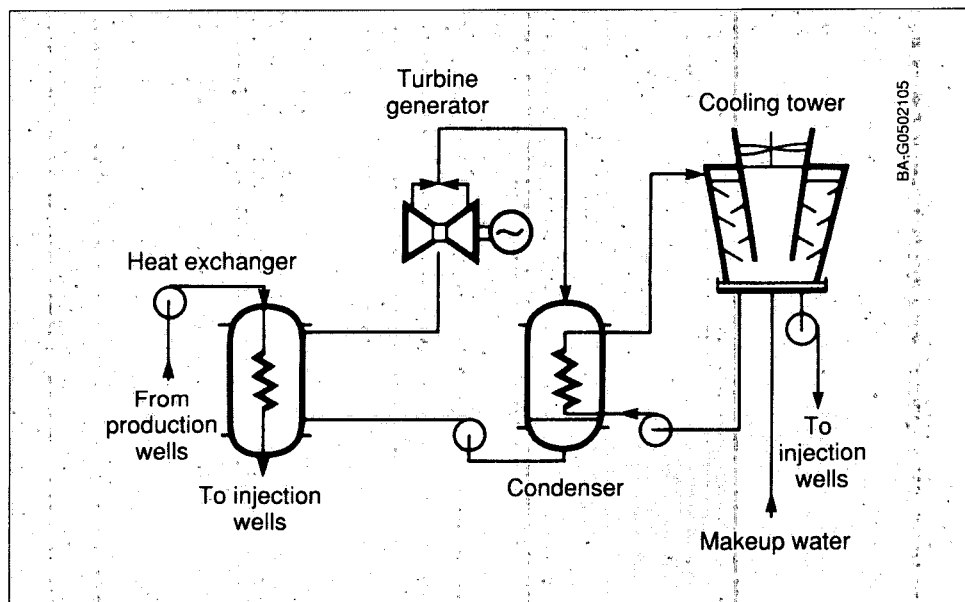 Turbine
generator
Cooling tower
BA-G0502105
Heat exchanger
From
production
wells
To injection
wells
Condenser
To
injection
wells
Makeup water